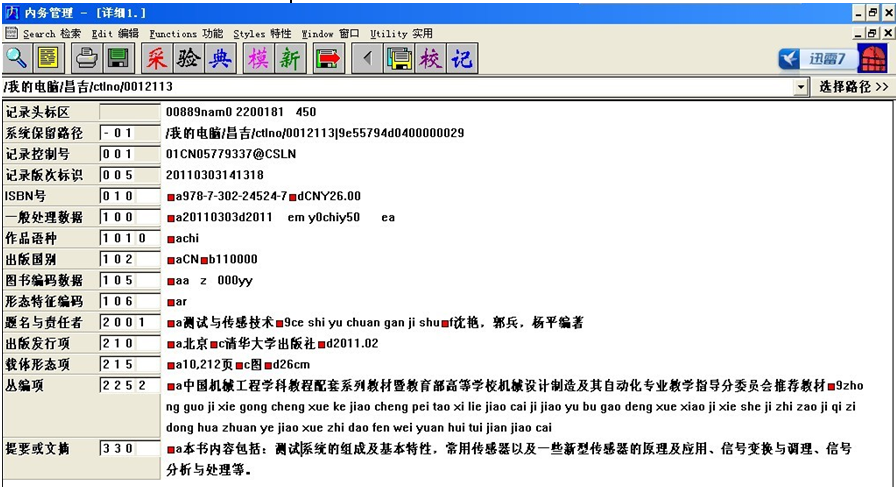 内务管理 - [详细1.]
Search 检索 Edit 编辑 Functions 功能 Styles 特性 Window 窗口 Utility 实用
采 验 典 模 新 校 记 迅雷7
/我的电脑/昌吉/ctlno/0012113 选择路径 >>
记录头标区 00889nam0 2200181 450
系统保留路径 -01 /我的电脑/昌吉/ctlno/0012113|9e55794d0400000029
记录控制号 001 01CN05779337@CSLN
记录版次标识 005 20110303141318
ISBN号 010 ■a978-7-302-24524-7■dCNY26.00
一般处理数据 100 ■a20110303d2011 em y0chiy50 ea
作品语种 1010 ■achi
出版国别 102 ■aCN■b110000
图书编码数据 105 ■aa z 000yy
形态特征编码 106 ■ar
题名与责任者 2001 ■a测试与传感技术■9ce shi yu chuan gan ji shu■f沈艳，郭兵，杨平编著
出版发行项 210 ■a北京■c清华大学出版社■d2011.02
载体形态项 215 ■a10,212页■c图■d26cm
丛编项 2252 ■a中国机械工程学科教程配套系列教材暨教育部高等学校机械设计制造及其自动化专业教学指导分委员会推荐教材■9zho
ng guo ji xie gong cheng xue ke jiao cheng pei tao xi lie jiao cai ji jiao yu bu gao deng xue xiao ji xie she ji zhi zao ji qi zi
dong hua zhuan ye jiao xue zhi dao fen wei yuan hui tui jian jiao cai
提要或文摘 330 ■a本书内容包括：测试系统的组成及基本特性，常用传感器以及一些新型传感器的原理及应用、信号变换与调理、信号
分析与处理等。